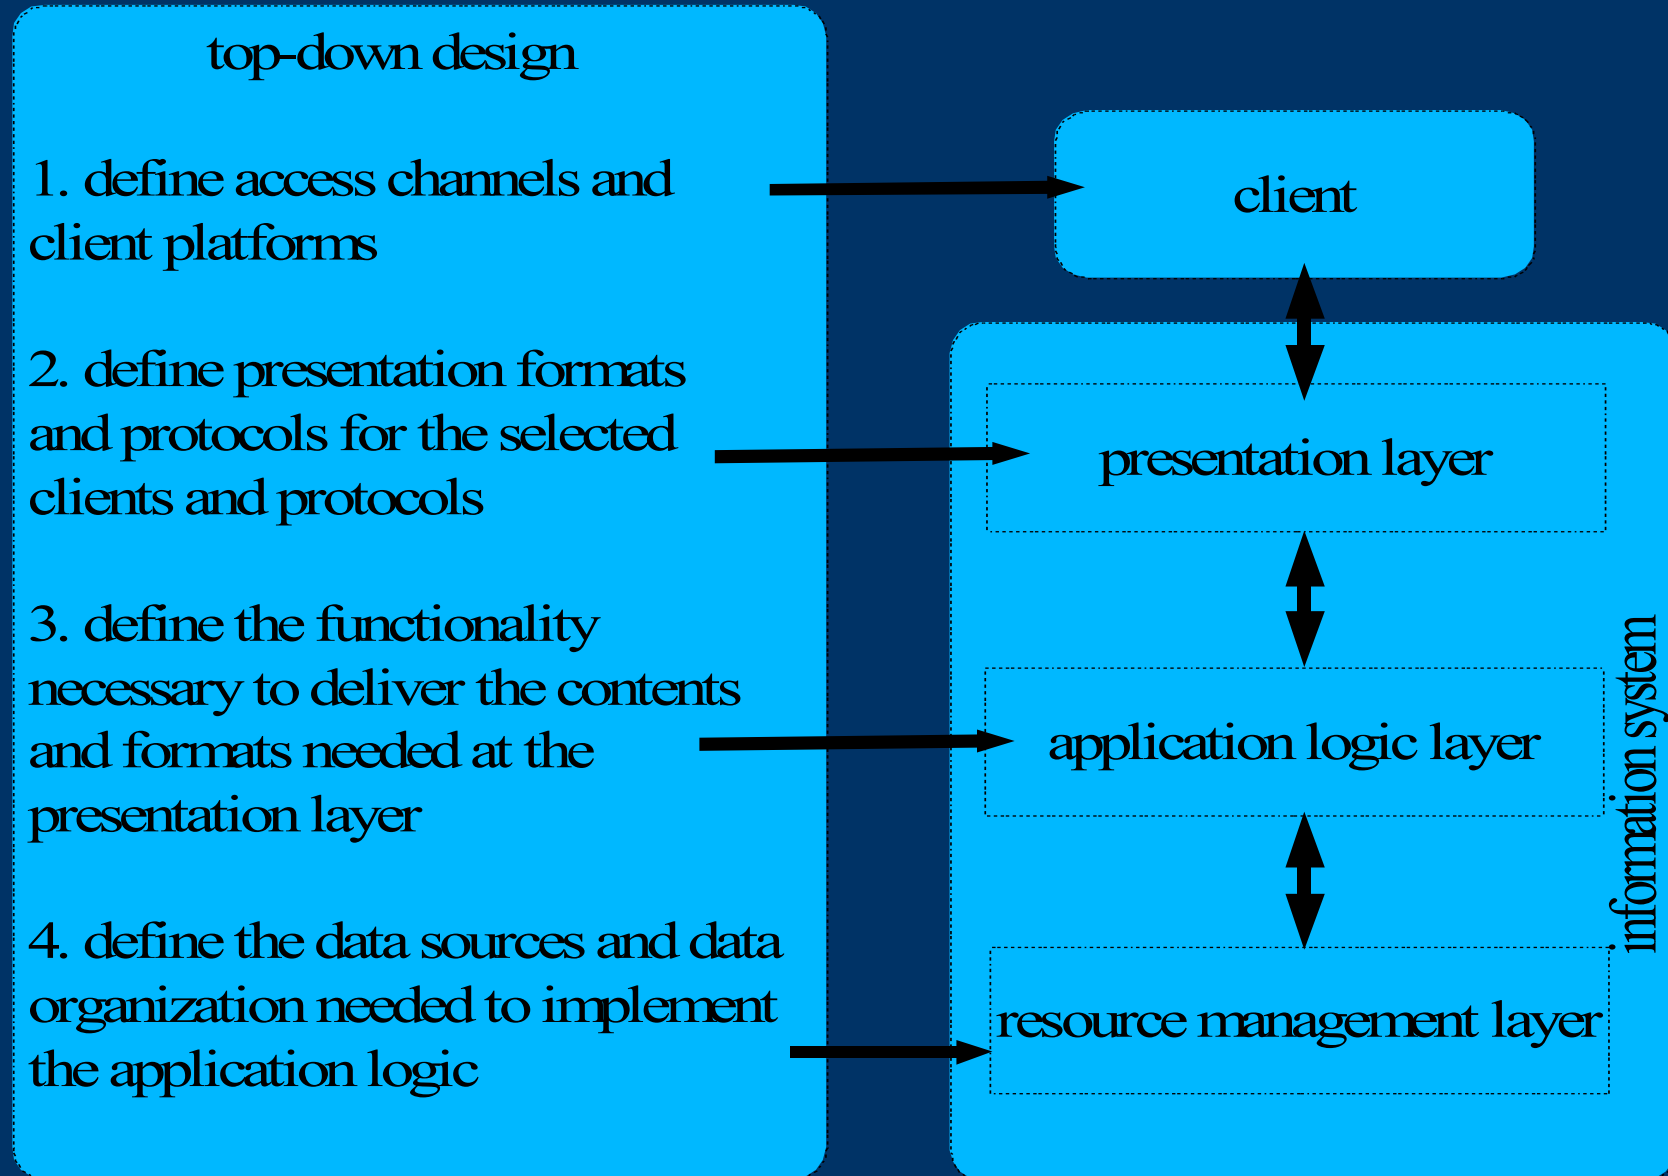 top-down design
1. define access channels and
client platforms
2. define presentation formats
and protocols for the selected
clients and protocols
3. define the functionality
necessary to deliver the contents
and formats needed at the
presentation layer
4. define the data sources and data
organization needed to implement
the application logic
client
presentation layer
application logic layer
resource management layer
information system